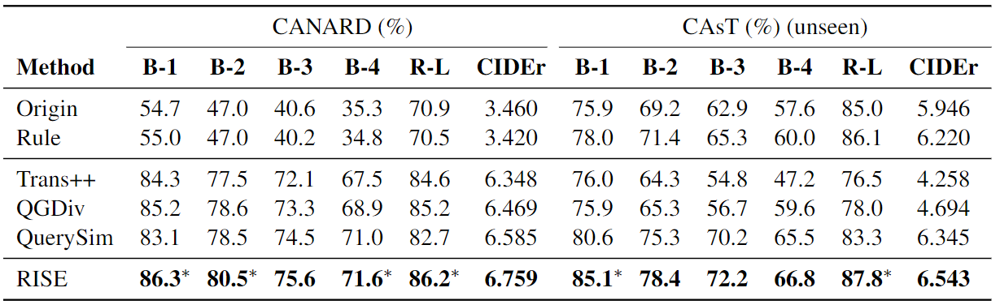 CANARD (%) CAsT (%) (unseen)
Method B-1 B-2 B-3 B-4 R-L CIDEr B-1 B-2 B-3 B-4 R-L CIDEr
Origin 54.7 47.0 40.6 35.3 70.9 3.460 75.9 69.2 62.9 57.6 85.0 5.946
Rule 55.0 47.0 40.2 34.8 70.5 3.420 78.0 71.4 65.3 60.0 86.1 6.220
Trans++ 84.3 77.5 72.1 67.5 84.6 6.348 76.0 64.3 54.8 47.2 76.5 4.258
QGDiv 85.2 78.6 73.3 68.9 85.2 6.469 75.9 65.3 56.7 59.6 78.0 4.694
QuerySim 83.1 78.5 74.5 71.0 82.7 6.585 80.6 75.3 70.2 65.5 83.3 6.345
RISE 86.3* 80.5* 75.6 71.6* 86.2* 6.759 85.1* 78.4 72.2 66.8 87.8* 6.543